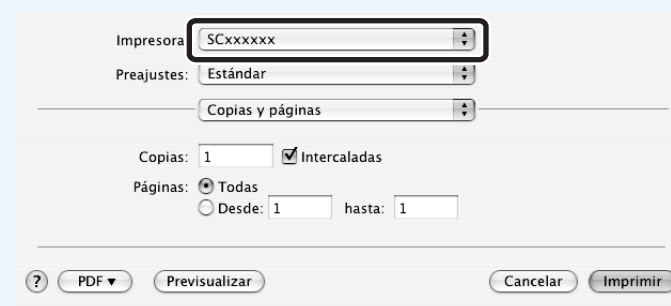 Impresora SCxxxxxx
Preajustes: Estándar
Copias y páginas
Copias: 1 Intercaladas
Páginas: Todas
Desde: 1 hasta: 1
? PDF Previsualizar Cancelar Imprimir